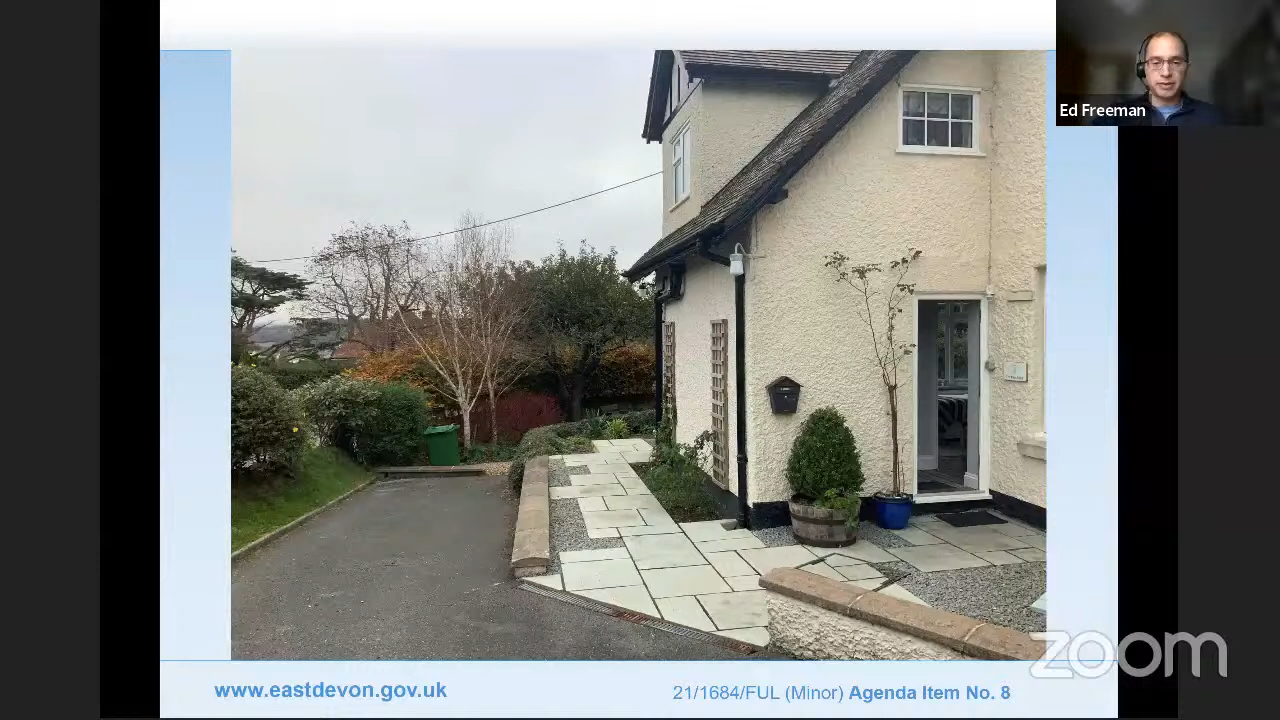 Ed Freeman
www.eastdevon.gov.uk
21/1684/FUL (Minor) Agenda Item No. 8
zoom